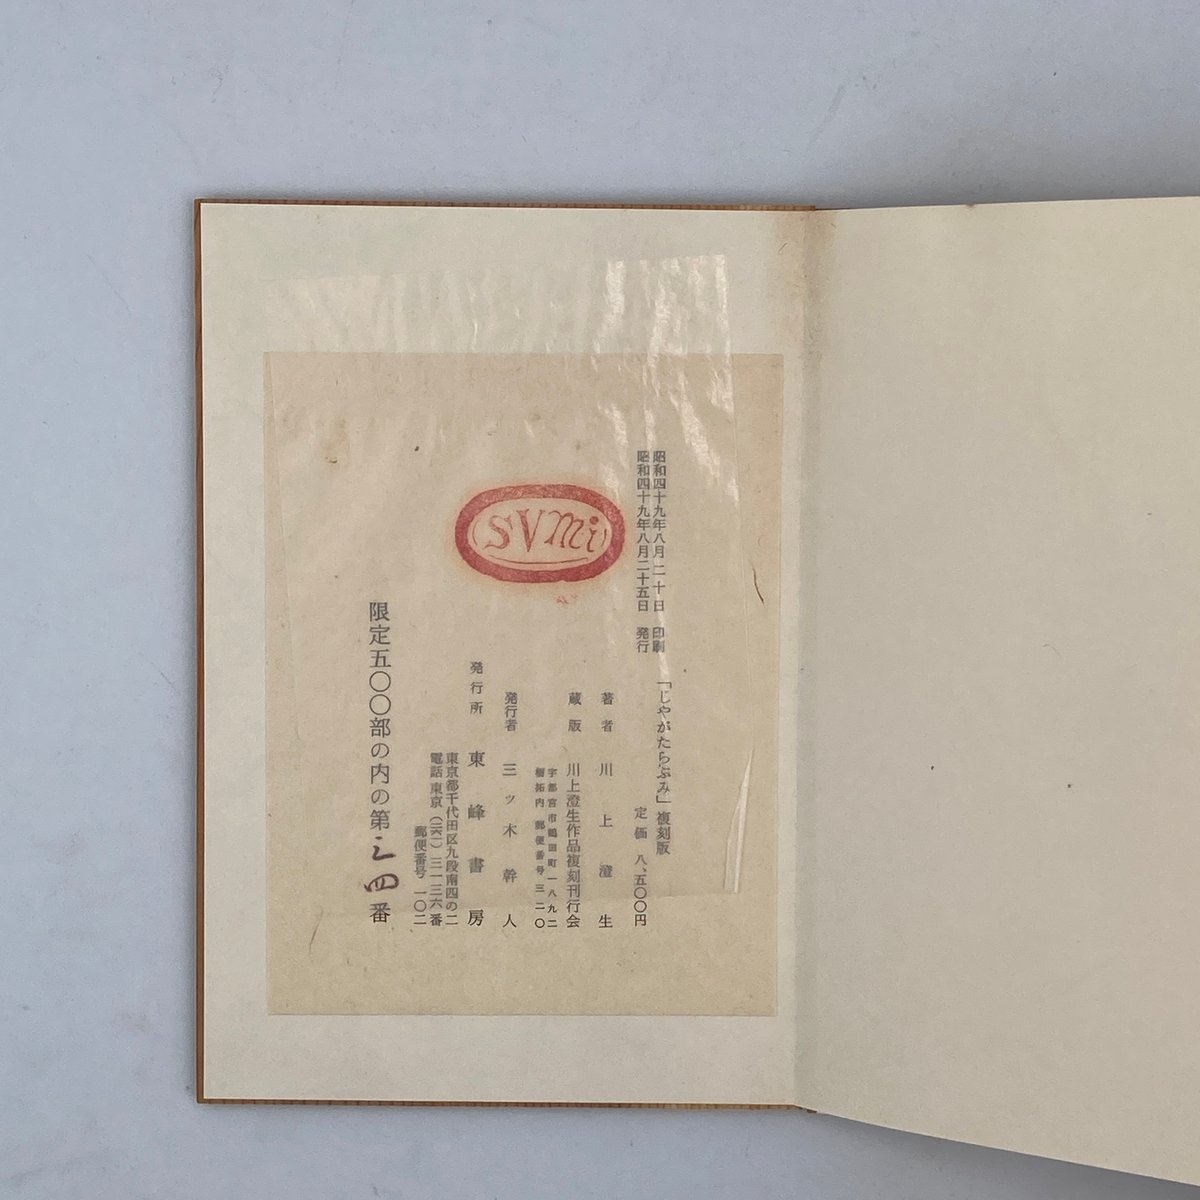 昭和四十九年八月二十日 印刷
昭和四十九年八月二十五日 発行
「じゃがたらぶみ」複刻版
定価 八、五〇〇円
著者 川上澄生
蔵版 川上澄生作品複刻刊行会
宇都宮市鶴田町一八九二
郵便番号 三二〇
発行者 三ッ木幹人
発行所 東峰書房
東京都千代田区九段南四の二
電話 東京(二六一)三一三六番
郵便番号 一〇二
SVMi
限定五〇〇部の内の第 四番